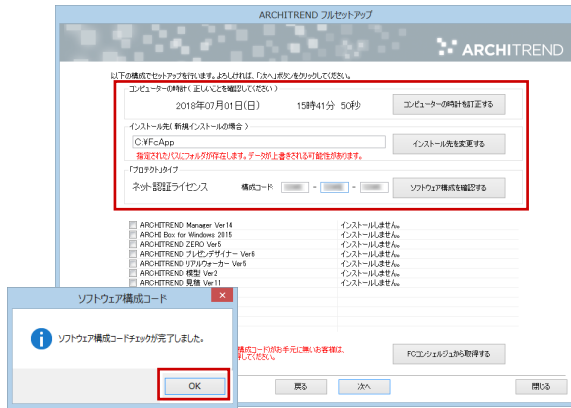 ARCHITREND フルセットアップ
ARCHITREND
以下の構成でセットアップを行います。よろしければ、「次へ」ボタンをクリックしてください。
コンピューターの時計( 正しいことを確認してください )
2018年07月01日(日) 15時41分 50秒 コンピューターの時計を訂正する
インストール先( 新規インストールの場合 )
C:¥FcApp インストール先を変更する
指定されたパスにフォルダが存在します。データが上書きされる可能性があります。
「プロテクト」タイプ
ネット認証ライセンス 構成コード - - ソフトウェア構成を確認する
ARCHITREND Manager Ver14 インストールしません。
ARCHI Box for Windows 2015 インストールしません。
ARCHITREND ZERO Ver5 インストールしません。
ARCHITREND プレゼンデザイナー Ver6 インストールしません。
ARCHITREND リアルウォーカー Ver6 インストールしません。
ARCHITREND 模型 Ver2 インストールしません。
ARCHITREND 見積 Ver11 インストールしません。
ソフトウェア構成コード
×
ソフトウェア構成コードチェックが完了しました。
OK
構成コード)がお手元に無いお客様は、
してください。
FCコンシェルジュから取得する
戻る 次へ 閉じる